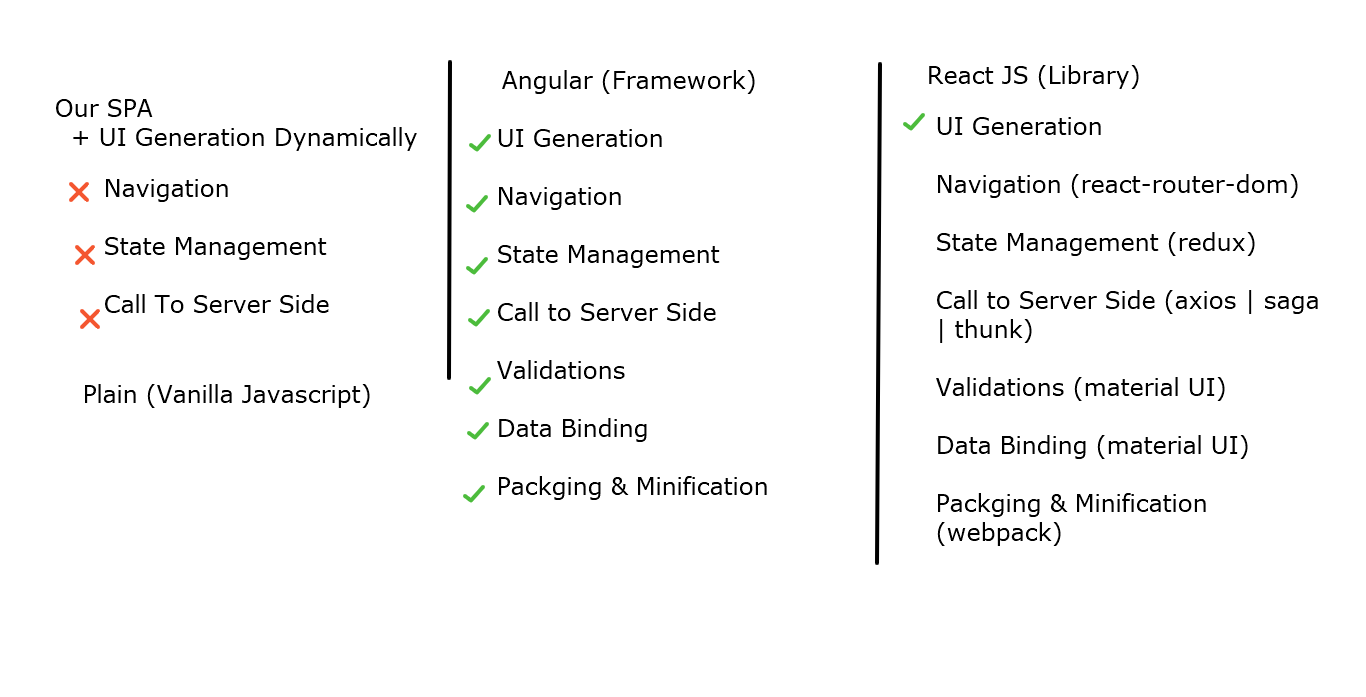 Our SPA
+ UI Generation Dynamically
Navigation
State Management
Call To Server Side
Plain (Vanilla Javascript)
Angular (Framework)
UI Generation
Navigation
State Management
Call to Server Side
Validations
Data Binding
Packging & Minification
React JS (Library)
UI Generation
Navigation (react-router-dom)
State Management (redux)
Call to Server Side (axios | saga
| thunk)
Validations (material UI)
Data Binding (material UI)
Packging & Minification
(webpack)